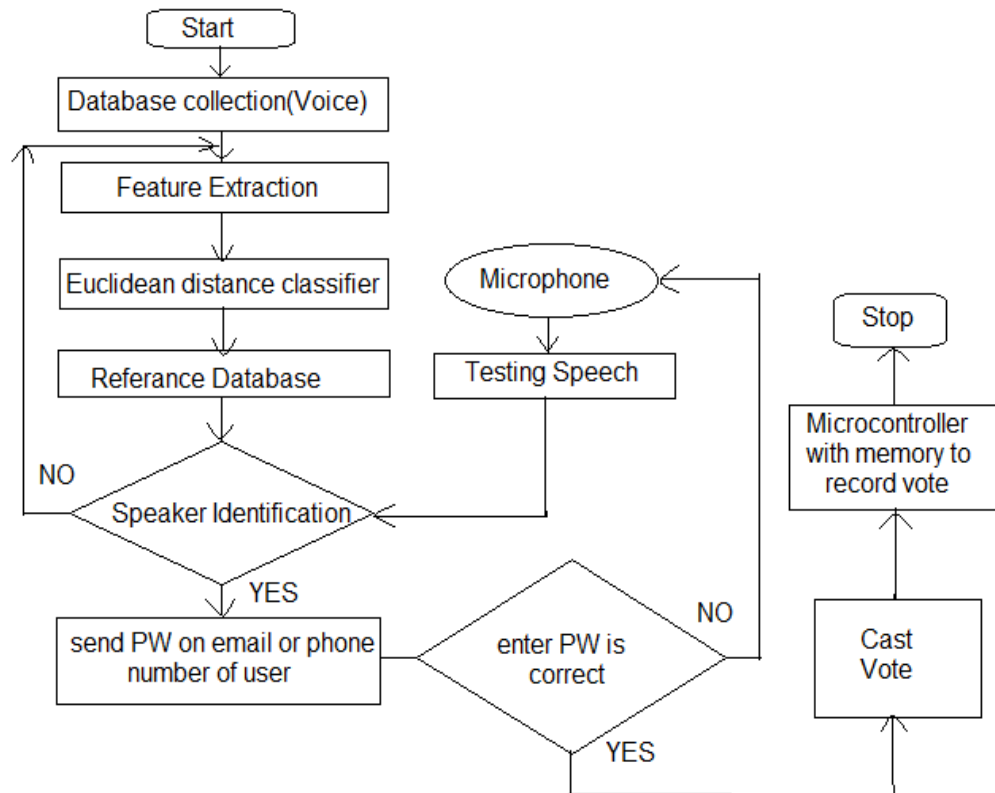 Start
Database collection(Voice)
Feature Extraction
Euclidean distance classifier
Referance Database
NO
Speaker Identification
YES
send PW on email or phone
number of user
Microphone
Testing Speech
enter PW is
correct
NO
YES
Stop
Microcontroller
with memory to
record vote
Cast
Vote